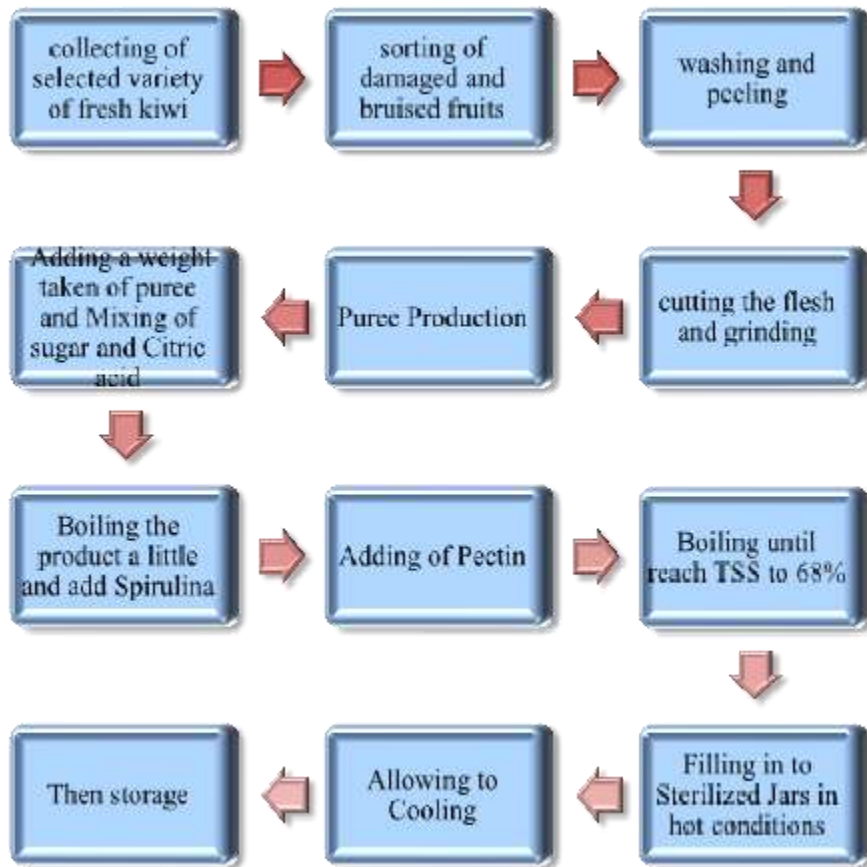 collecting of
selected variety
of fresh kiwi
sorting of
damaged and
bruised fruits
washing and
peeling
cutting the flesh
and grinding
Puree Production
Adding a weight
taken of puree
and Mixing of
sugar and Citric
acid
Boiling the
product a little
and add Spirulina
Adding of Pectin
Boiling until
reach TSS to 68%
Filling in to
Sterilized Jars in
hot conditions
Allowing to
Cooling
Then storage